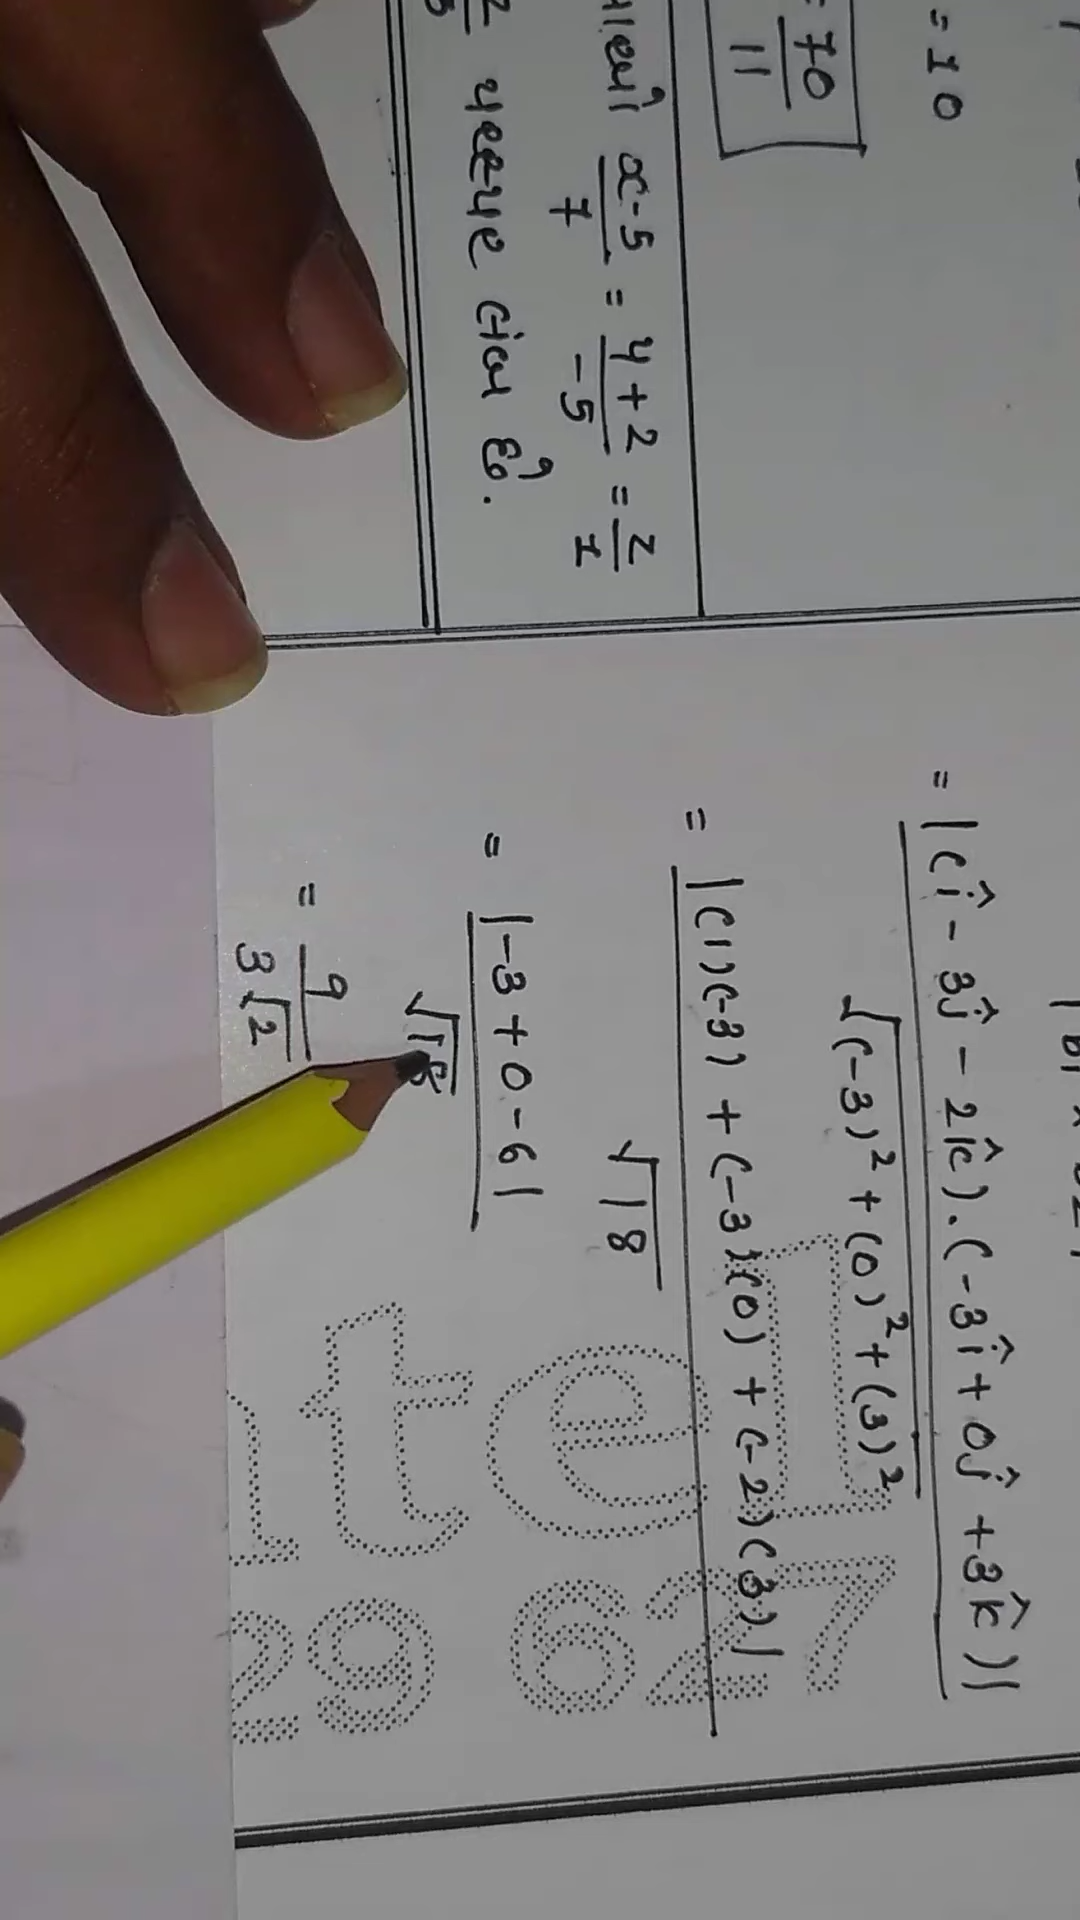 = 10
= 70
11
x-5 = y+2 = z
7 -5 1
પરસ્પર લંબ છે.
= |(î - 3ĵ - 2k̂).(-3î + 0ĵ + 3k̂)|
√(-3)² + (0)² + (3)²
= |(1)(-3) + (-3)(0) + (-2)(3)|
√18
= |-3 + 0 - 6|
√18
= 9
3√2